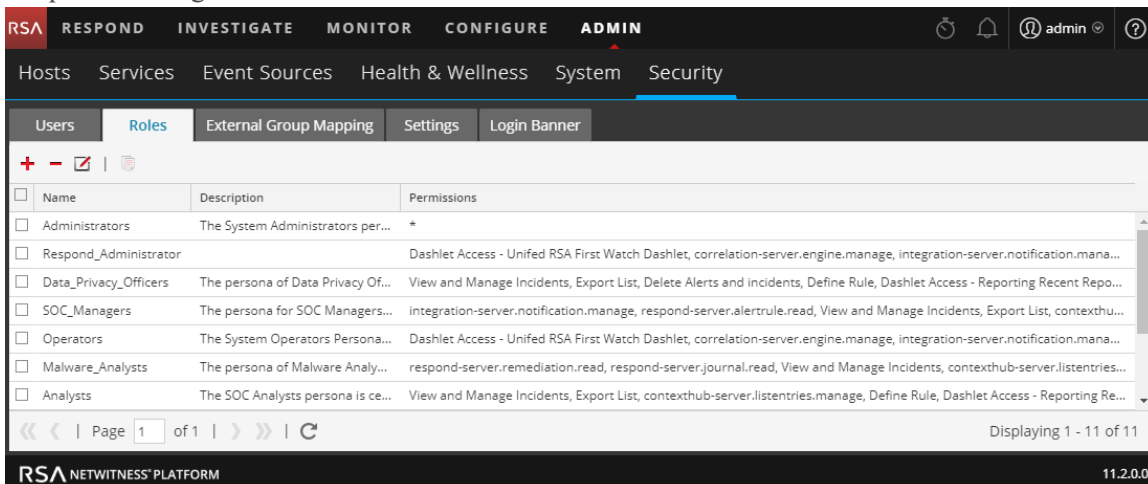 RSA RESPOND INVESTIGATE MONITOR CONFIGURE ADMIN admin ?
Hosts Services Event Sources Health & Wellness System Security
Users Roles External Group Mapping Settings Login Banner
Name Description Permissions
Administrators The System Administrators per... *
Respond_Administrator Dashlet Access - Unifed RSA First Watch Dashlet, correlation-server.engine.manage, integration-server.notification.mana...
Data_Privacy_Officers The persona of Data Privacy Of... View and Manage Incidents, Export List, Delete Alerts and incidents, Define Rule, Dashlet Access - Reporting Recent Repo...
SOC_Managers The persona for SOC Managers... integration-server.notification.manage, respond-server.alertrule.read, View and Manage Incidents, Export List, contexthu...
Operators The System Operators Persona... Dashlet Access - Unifed RSA First Watch Dashlet, correlation-server.engine.manage, integration-server.notification.mana...
Malware_Analysts The persona of Malware Analy... respond-server.remediation.read, respond-server.journal.read, View and Manage Incidents, contexthub-server.listentries...
Analysts The SOC Analysts persona is ce... View and Manage Incidents, Export List, contexthub-server.listentries.manage, Define Rule, Dashlet Access - Reporting Re...
Page 1 of 1 Displaying 1 - 11 of 11
RSA NETWITNESS® PLATFORM 11.2.0.0